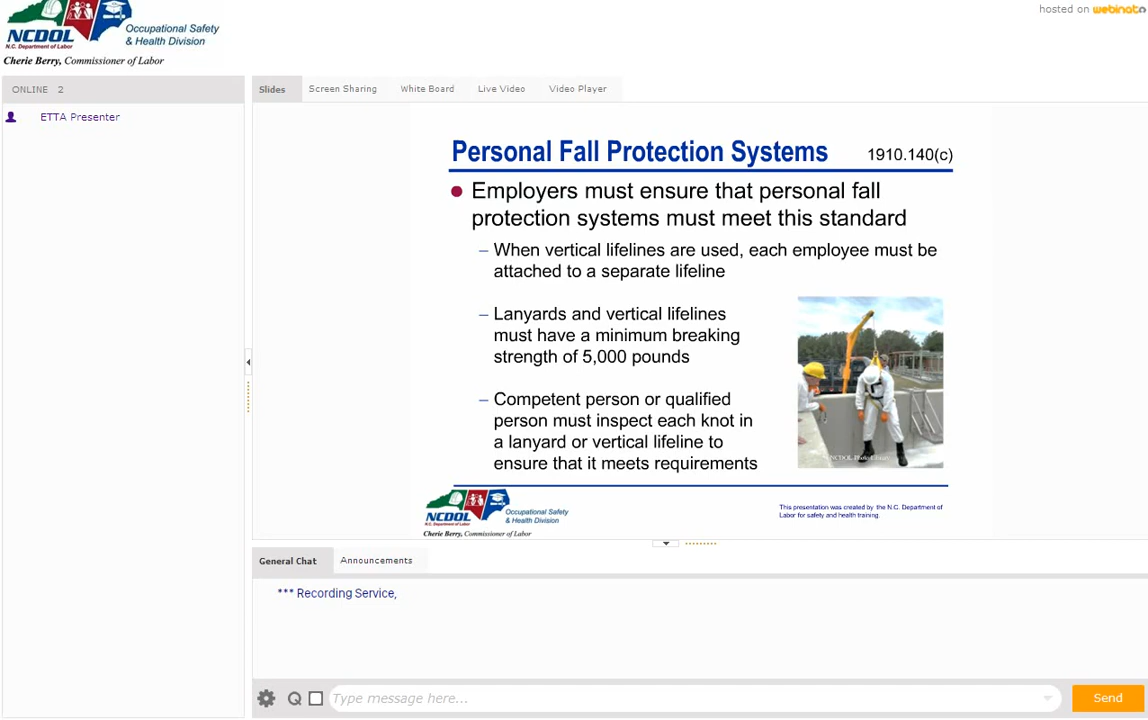 NCDOL
N.C. Department of Labor
Occupational Safety
& Health Division
Cherie Berry, Commissioner of Labor
hosted on webinato
ONLINE 2
ETTA Presenter
Slides Screen Sharing White Board Live Video Video Player
Personal Fall Protection Systems 1910.140(c)
Employers must ensure that personal fall
protection systems must meet this standard
– When vertical lifelines are used, each employee must be
attached to a separate lifeline
– Lanyards and vertical lifelines
must have a minimum breaking
strength of 5,000 pounds
– Competent person or qualified
person must inspect each knot in
a lanyard or vertical lifeline to
ensure that it meets requirements
NCDOL Photo Library
NCDOL
N.C. Department of Labor
Occupational Safety
& Health Division
Cherie Berry, Commissioner of Labor
This presentation was created by the N.C. Department of
Labor for safety and health training.
General Chat Announcements
*** Recording Service,
Q Type message here... Send